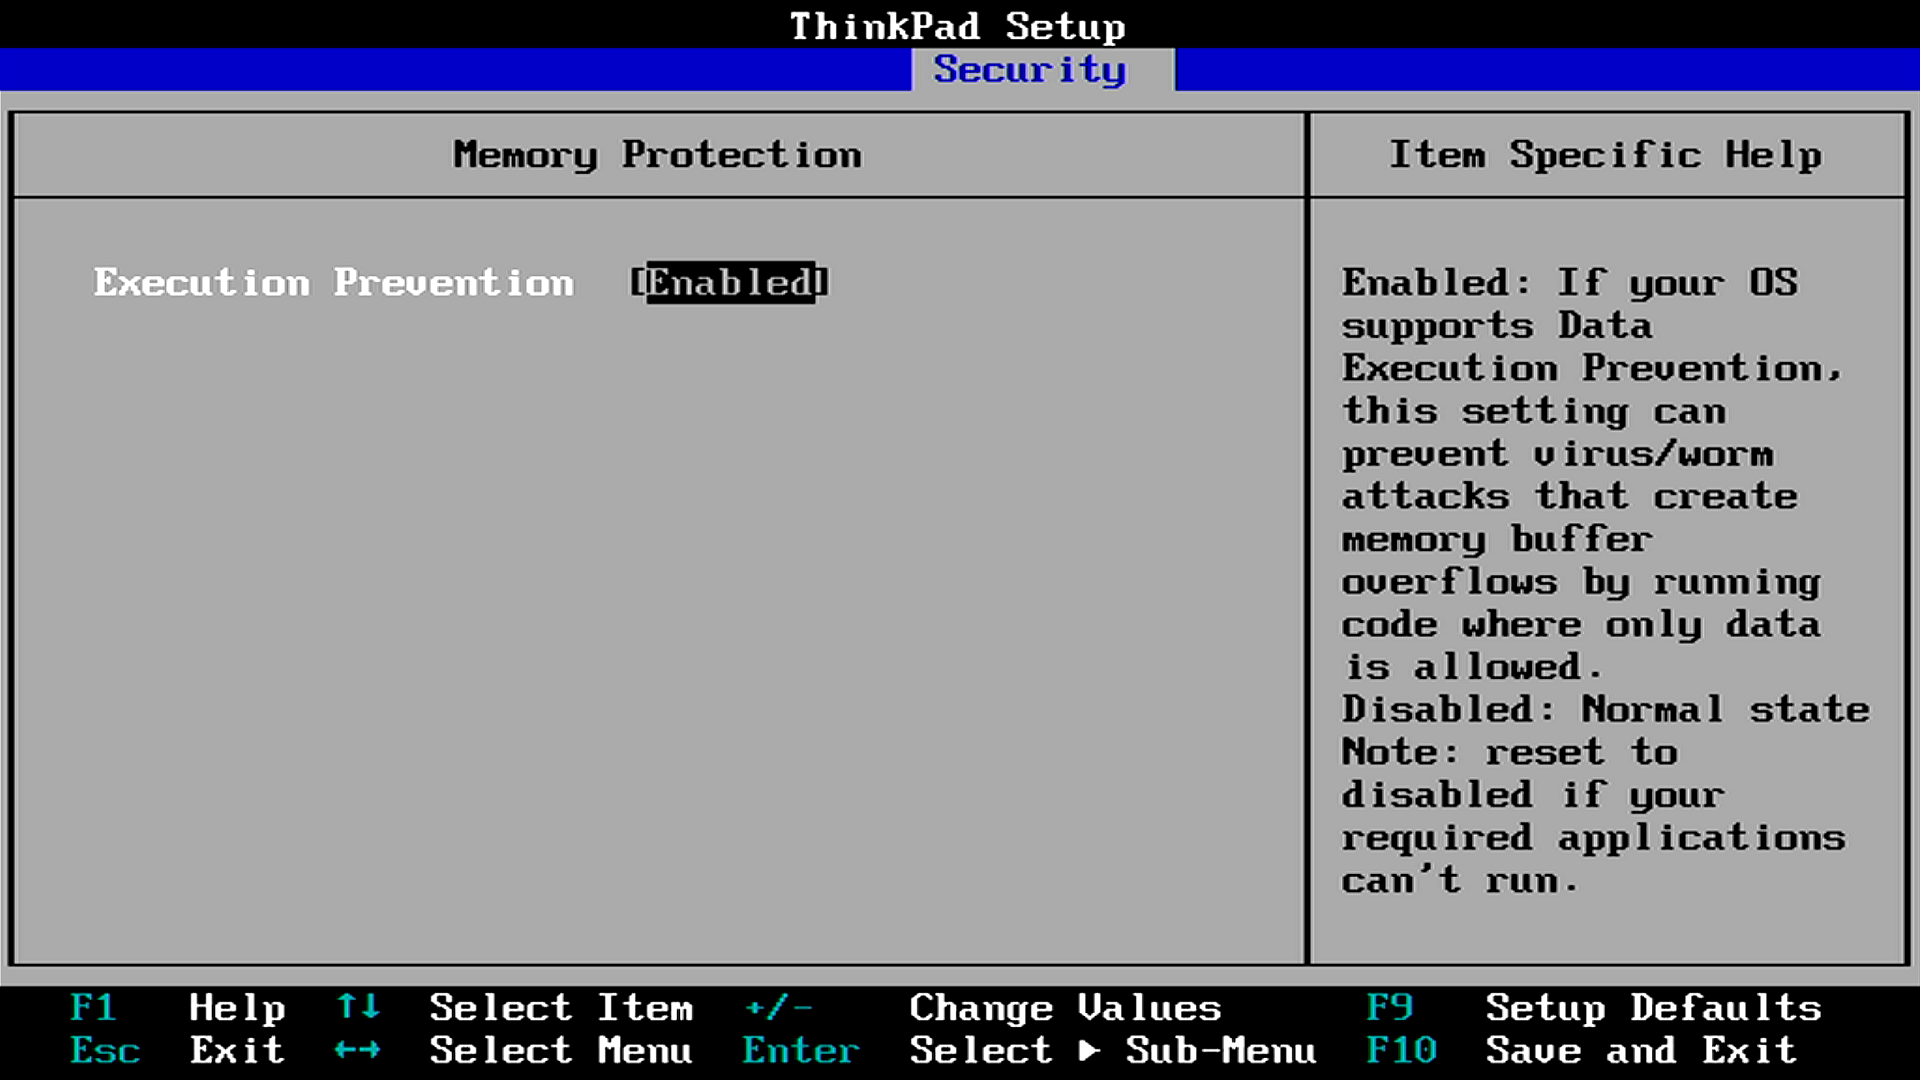 ThinkPad Setup
Security
Memory Protection
Item Specific Help
Execution Prevention [Enabled]
Enabled: If your OS
supports Data
Execution Prevention,
this setting can
prevent virus/worm
attacks that create
memory buffer
overflows by running
code where only data
is allowed.
Disabled: Normal state
Note: reset to
disabled if your
required applications
can't run.
F1 Help ↑↓ Select Item +/- Change Values F9 Setup Defaults
Esc Exit ←→ Select Menu Enter Select ▶ Sub-Menu F10 Save and Exit